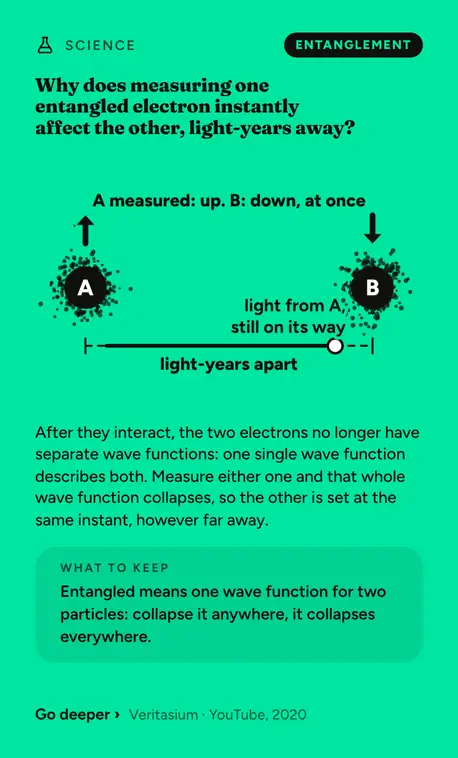 SCIENCE
ENTANGLEMENT
Why does measuring one
entangled electron instantly
affect the other, light-years away?
A measured: up. B: down, at once
A
B
light from A,
still on its way
light-years apart
After they interact, the two electrons no longer have
separate wave functions: one single wave function
describes both. Measure either one and that whole
wave function collapses, so the other is set at the
same instant, however far away.
WHAT TO KEEP
Entangled means one wave function for two
particles: collapse it anywhere, it collapses
everywhere.
Go deeper › Veritasium · YouTube, 2020